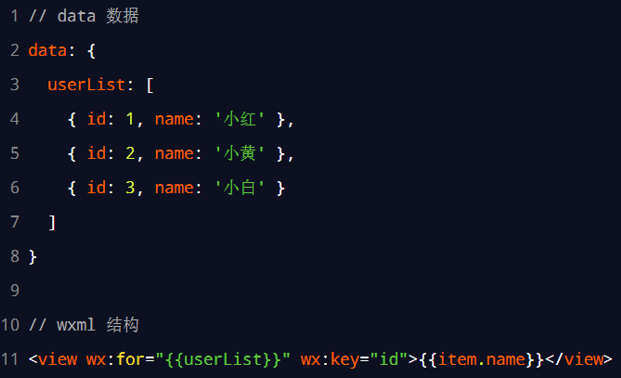 1 // data 数据
2 data: {
3   userList: [
4     { id: 1, name: '小红' },
5     { id: 2, name: '小黄' },
6     { id: 3, name: '小白' }
7   ]
8 }
9
10 // wxml 结构
11 <view wx:for="{{userList}}" wx:key="id">{{item.name}}</view>